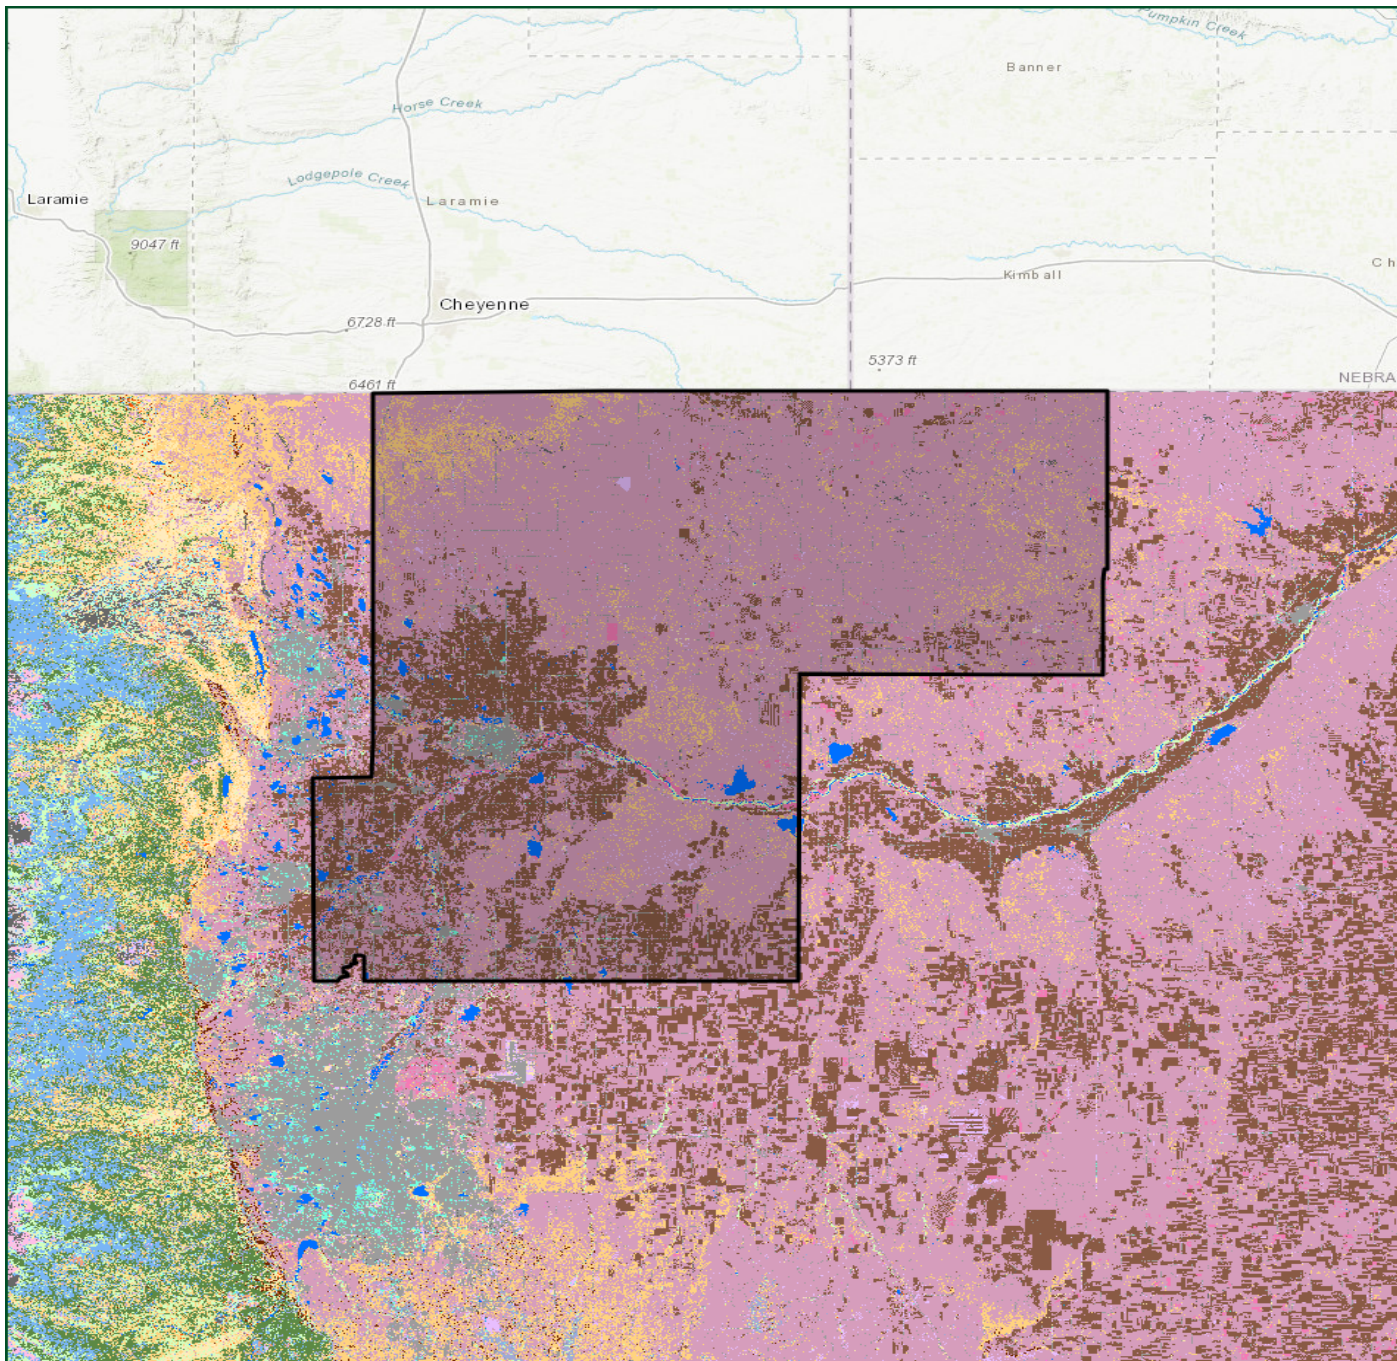 Pumpkin Creek
Banner
Horse Creek
Lodgepole Creek
Laramie
Laramie
9047 ft
Kimball
Ch
Cheyenne
6728 ft
5373 ft
6461 ft
NEBRA